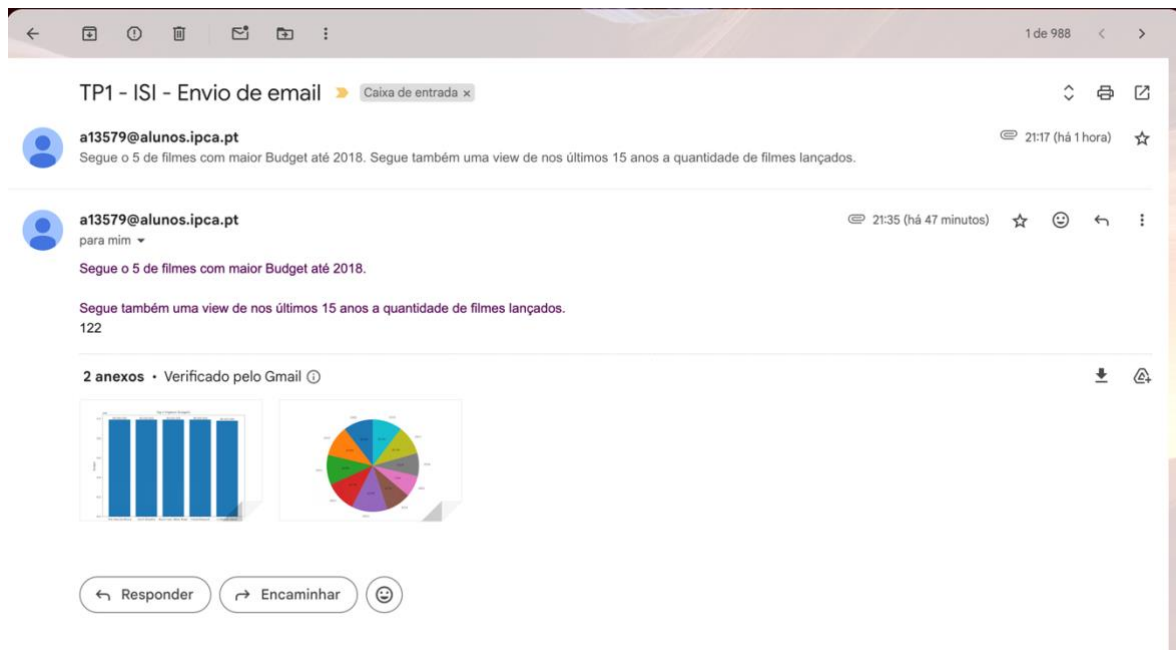 1 de 988
TP1 - ISI - Envio de email
Caixa de entrada x
a13579@alunos.ipca.pt
21:17 (há 1 hora)
Segue o 5 de filmes com maior Budget até 2018. Segue também uma view de nos últimos 15 anos a quantidade de filmes lançados.
a13579@alunos.ipca.pt
21:35 (há 47 minutos)
para mim
Segue o 5 de filmes com maior Budget até 2018.
Segue também uma view de nos últimos 15 anos a quantidade de filmes lançados.
122
2 anexos • Verificado pelo Gmail
Responder
Encaminhar